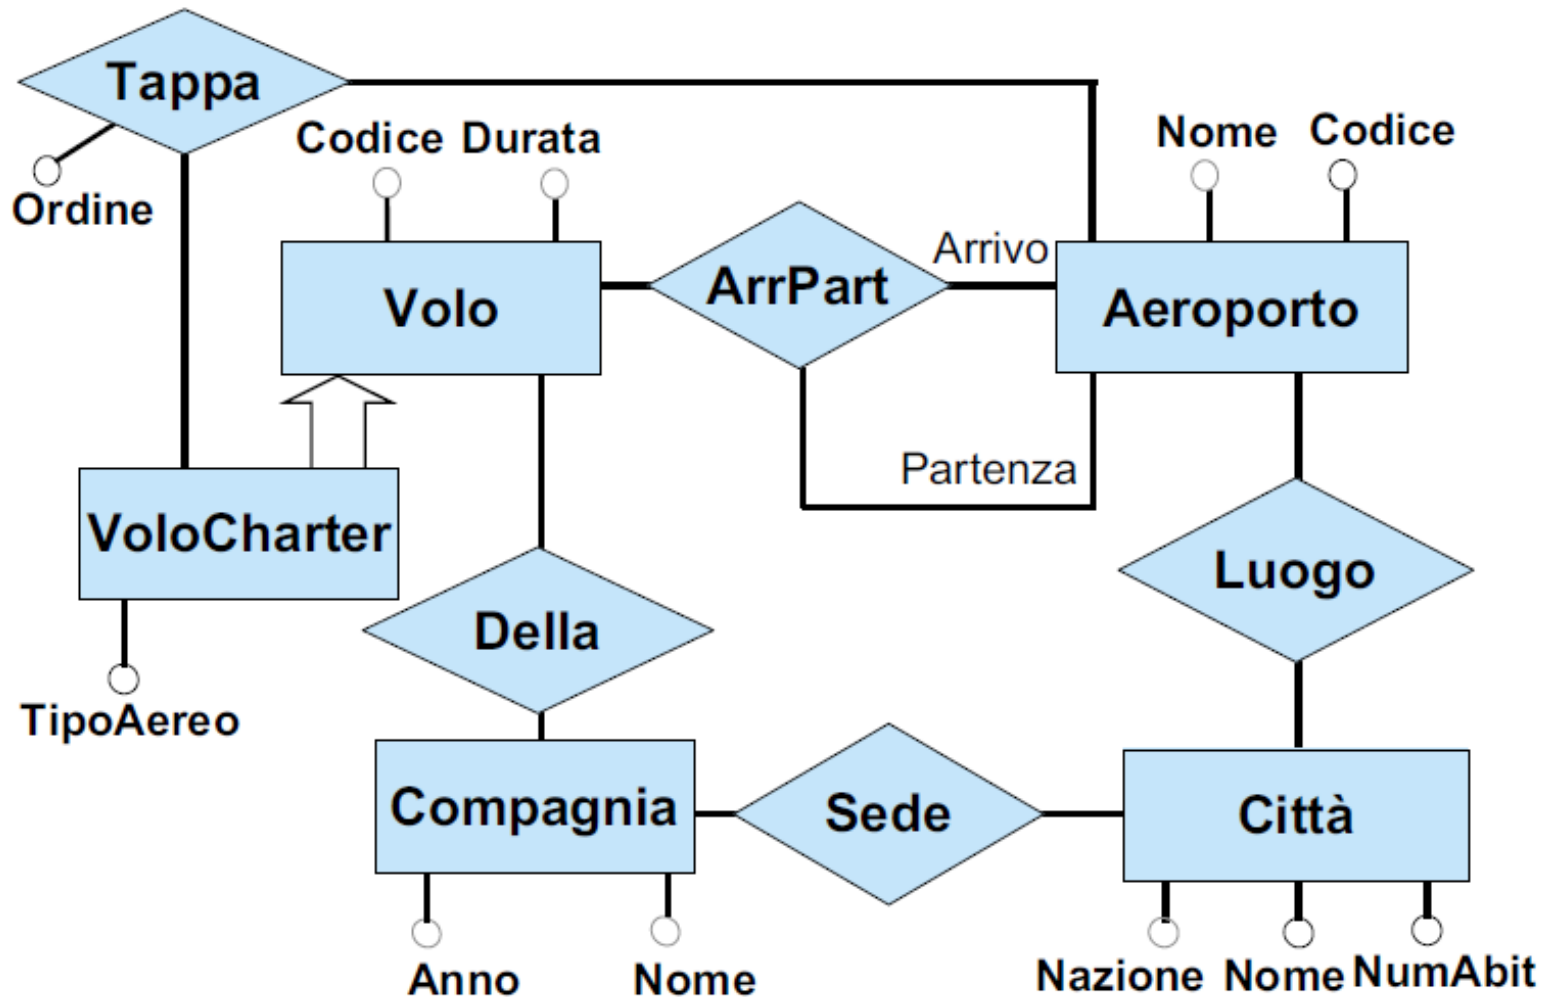 Tappa
Ordine
Codice Durata
Nome Codice
Volo
ArrPart
Arrivo
Aeroporto
Partenza
VoloCharter
TipoAereo
Della
Luogo
Compagnia
Sede
Città
Anno Nome
Nazione Nome NumAbit